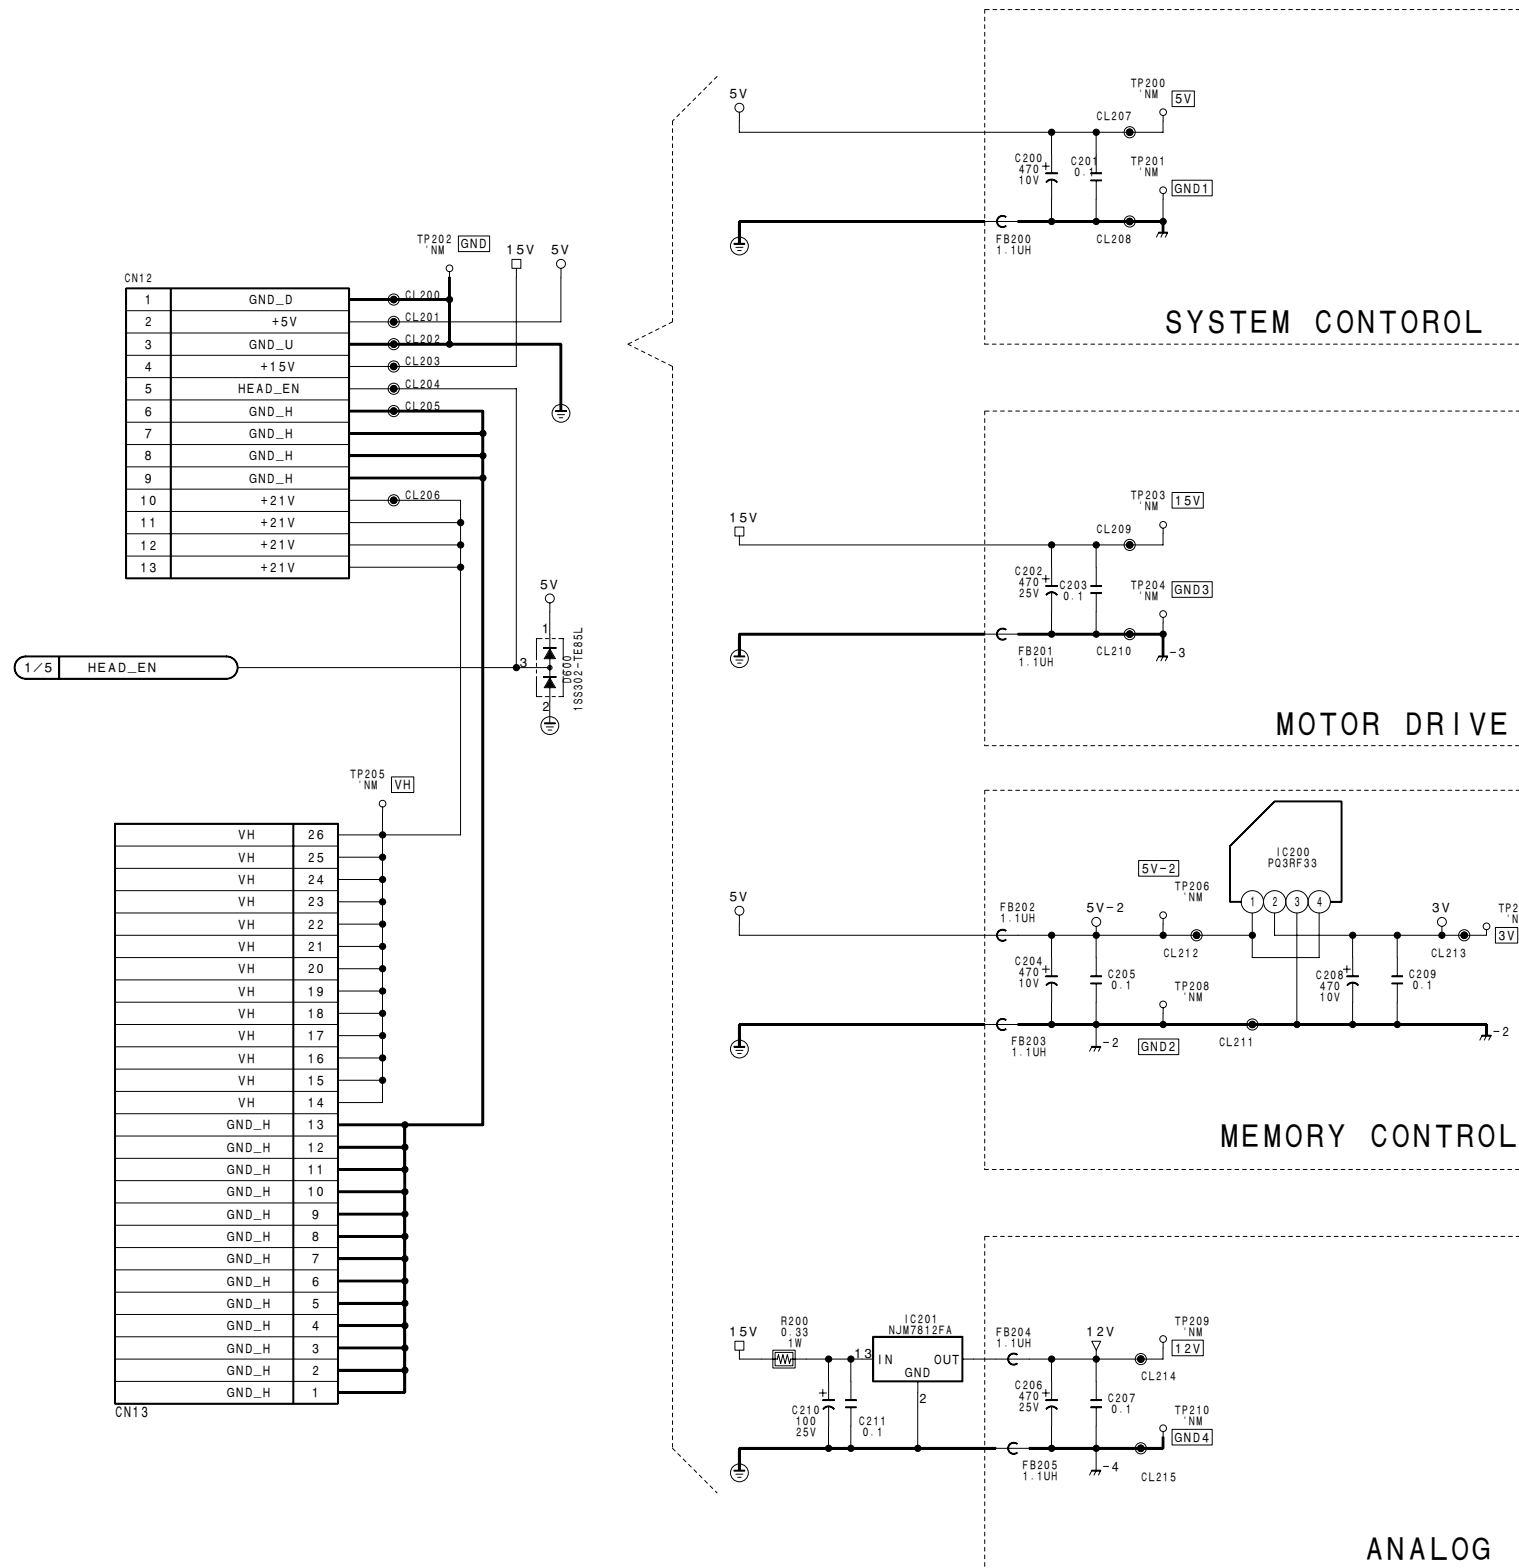 CN12
1 GND_D
2 +5V
3 GND_U
4 +15V
5 HEAD_EN
6 GND_H
7 GND_H
8 GND_H
9 GND_H
10 +21V
11 +21V
12 +21V
13 +21V
TP202
'NM
GND
15V
5V
CL200
CL201
CL202
CL203
CL204
CL205
CL206
1/5 HEAD_EN
5V
1
3
2
D600
1SS302-TE85L
TP205
'NM
VH
VH 26
VH 25
VH 24
VH 23
VH 22
VH 21
VH 20
VH 19
VH 18
VH 17
VH 16
VH 15
VH 14
GND_H 13
GND_H 12
GND_H 11
GND_H 10
GND_H 9
GND_H 8
GND_H 7
GND_H 6
GND_H 5
GND_H 4
GND_H 3
GND_H 2
GND_H 1
CN13
5V
TP200
'NM
5V
CL207
C200
470
10V
+
C201
0.1
TP201
'NM
GND1
FB200
1.1UH
CL208
SYSTEM CONTOROL
15V
TP203
'NM
15V
CL209
C202
470
25V
+
C203
0.1
TP204
'NM
GND3
FB201
1.1UH
CL210
-3
MOTOR DRIVE
5V
FB202
1.1UH
5V-2
5V-2
TP206
'NM
CL212
IC200
PQ3RF33
1 2 3 4
3V
CL213
3V
C204
470
10V
+
C205
0.1
TP208
'NM
C208
470
10V
+
C209
0.1
FB203
1.1UH
-2
GND2
CL211
-2
MEMORY CONTROL
15V
R200
0.33
1W
IC201
NJM7812FA
13
IN
OUT
GND
2
FB204
1.1UH
12V
TP209
'NM
12V
CL214
C210
100
25V
+
C211
0.1
C206
470
25V
+
C207
0.1
TP210
'NM
GND4
FB205
1.1UH
-4
CL215
ANALOG